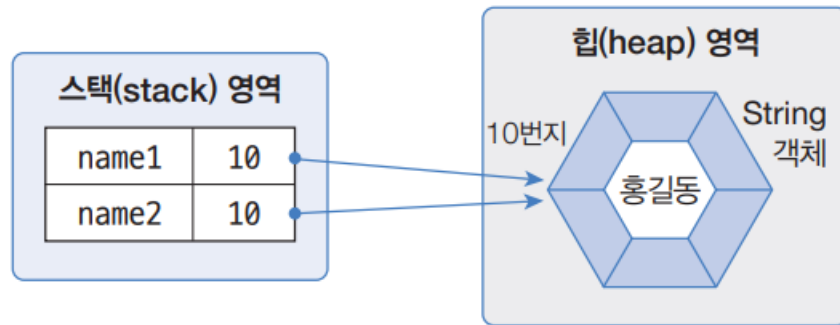 스택(stack) 영역
name1 10
name2 10
힙(heap) 영역
10번지
String
객체
홍길동